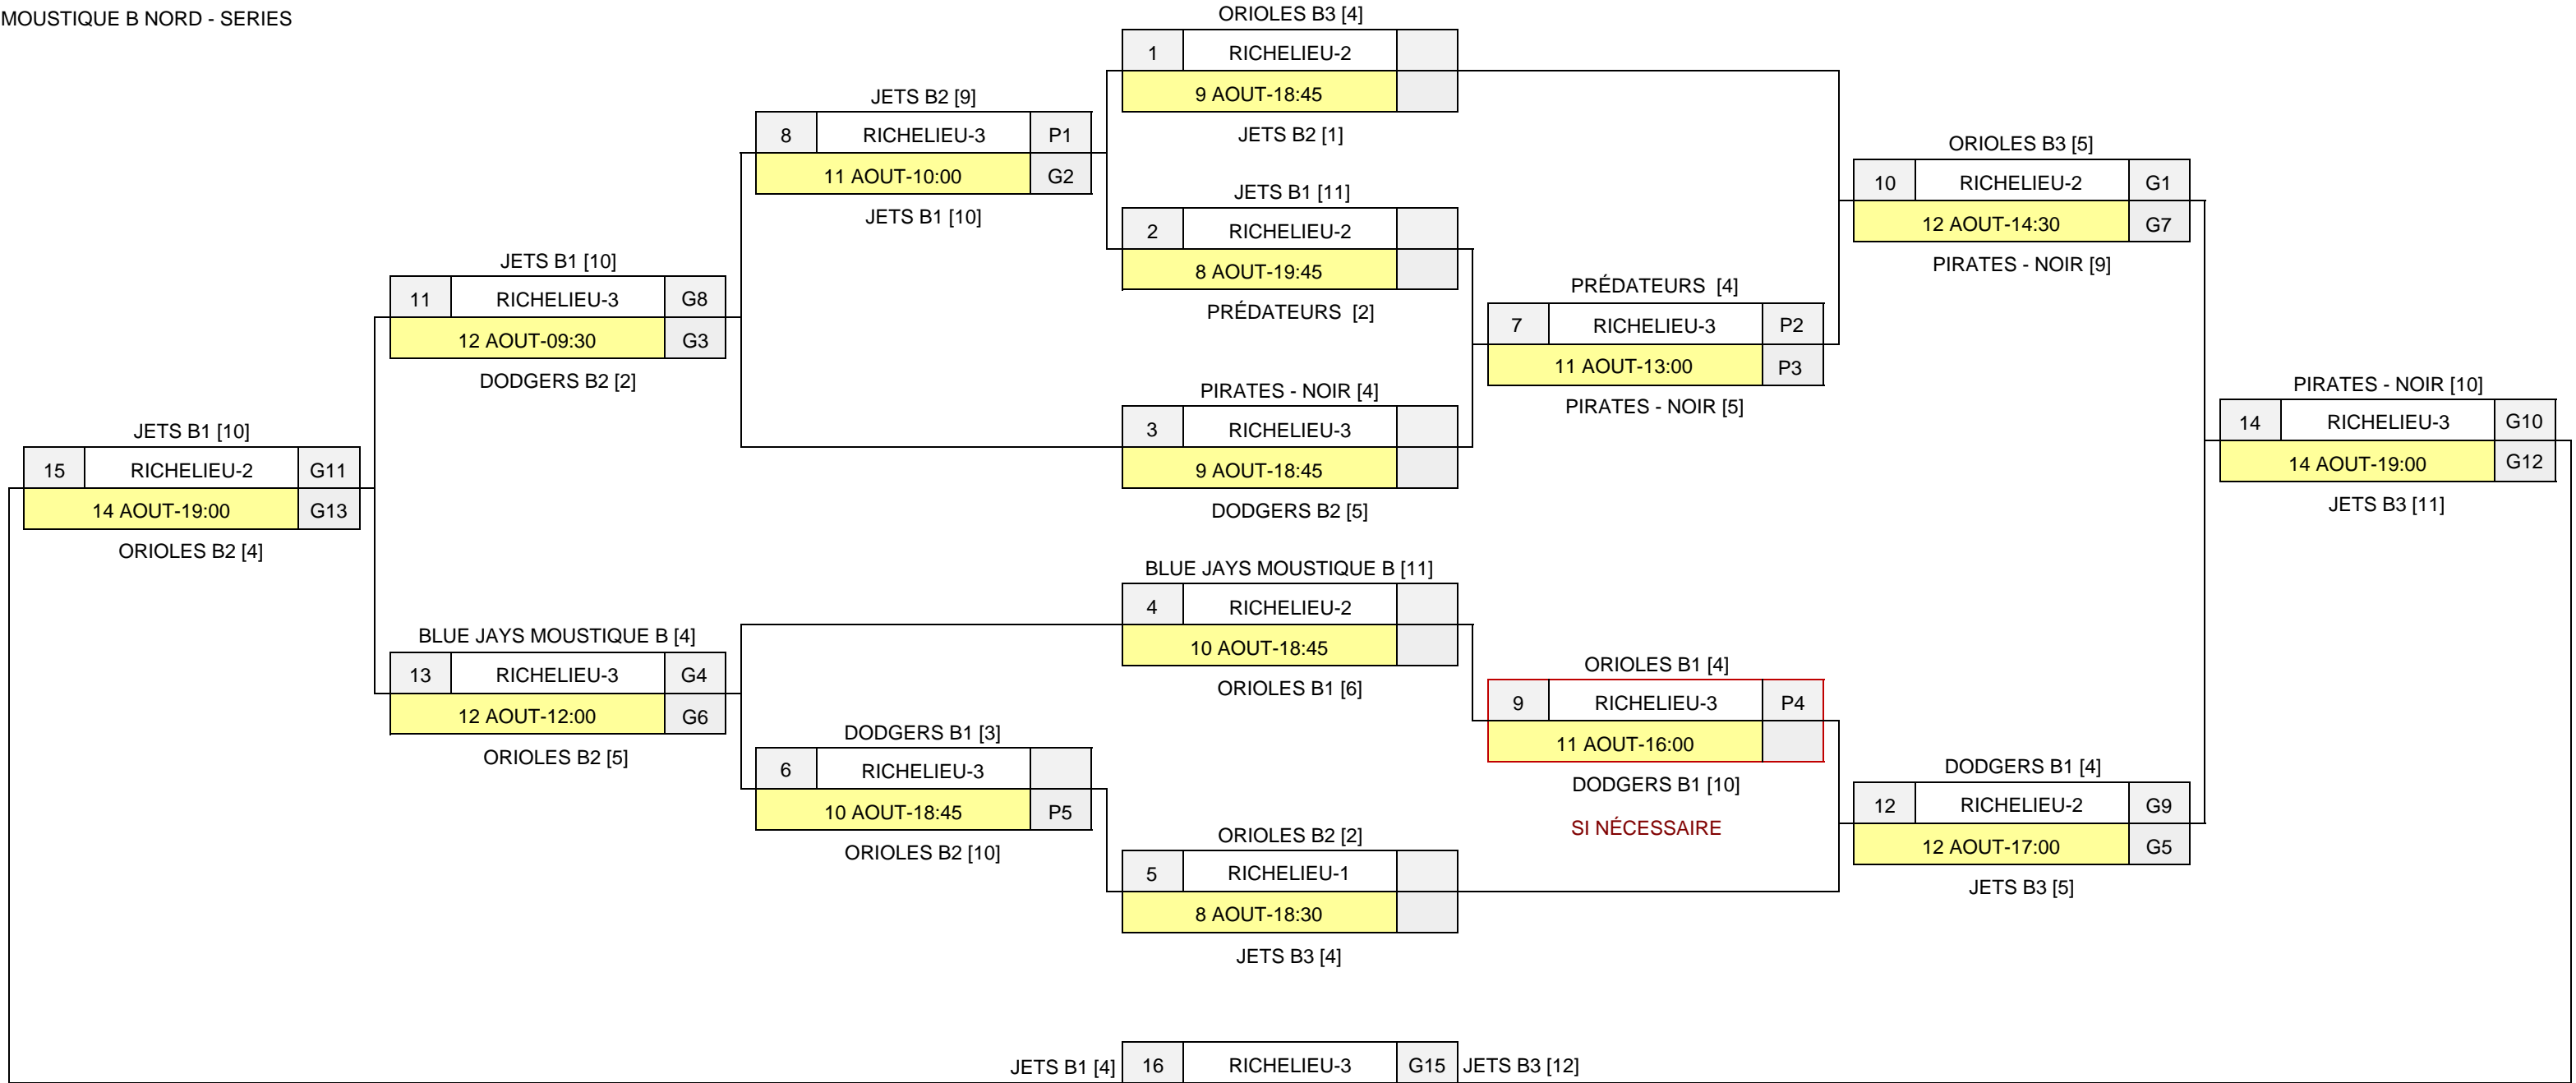 MOUSTIQUE B NORD - SERIES
ORIOLES B3 [4]
1 RICHELIEU-2
9 AOUT-18:45
JETS B2 [1]
JETS B2 [9]
8 RICHELIEU-3 P1
11 AOUT-10:00 G2
JETS B1 [10]
ORIOLES B3 [5]
10 RICHELIEU-2 G1
12 AOUT-14:30 G7
PIRATES - NOIR [9]
JETS B1 [11]
2 RICHELIEU-2
8 AOUT-19:45
PRÉDATEURS [2]
JETS B1 [10]
11 RICHELIEU-3 G8
12 AOUT-09:30 G3
DODGERS B2 [2]
PRÉDATEURS [4]
7 RICHELIEU-3 P2
11 AOUT-13:00 P3
PIRATES - NOIR [5]
PIRATES - NOIR [4]
3 RICHELIEU-3
9 AOUT-18:45
DODGERS B2 [5]
PIRATES - NOIR [10]
14 RICHELIEU-3 G10
14 AOUT-19:00 G12
JETS B3 [11]
JETS B1 [10]
15 RICHELIEU-2 G11
14 AOUT-19:00 G13
ORIOLES B2 [4]
BLUE JAYS MOUSTIQUE B [11]
4 RICHELIEU-2
10 AOUT-18:45
ORIOLES B1 [6]
BLUE JAYS MOUSTIQUE B [4]
13 RICHELIEU-3 G4
12 AOUT-12:00 G6
ORIOLES B2 [5]
ORIOLES B1 [4]
9 RICHELIEU-3 P4
11 AOUT-16:00
DODGERS B1 [10]
SI NÉCESSAIRE
DODGERS B1 [3]
6 RICHELIEU-3
10 AOUT-18:45 P5
ORIOLES B2 [10]
DODGERS B1 [4]
12 RICHELIEU-2 G9
12 AOUT-17:00 G5
JETS B3 [5]
ORIOLES B2 [2]
5 RICHELIEU-1
8 AOUT-18:30
JETS B3 [4]
JETS B1 [4] 16 RICHELIEU-3 G15 JETS B3 [12]